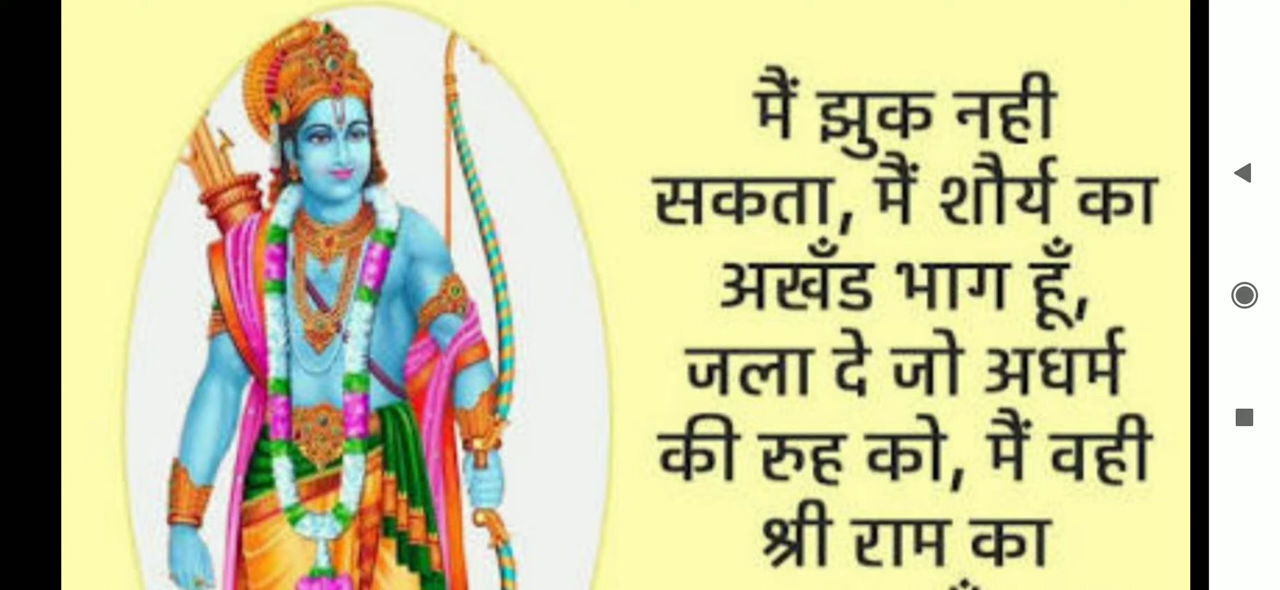 मैं झुक नही
सकता, मैं शौर्य का
अखँड भाग हूँ,
जला दे जो अधर्म
की रुह को, मैं वही
श्री राम का